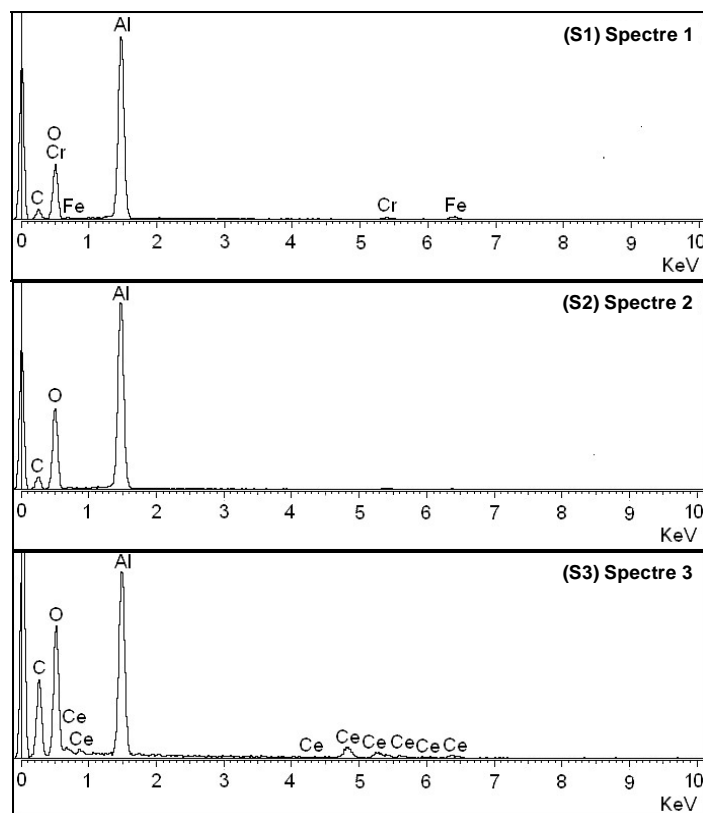 Al
(S1) Spectre 1
O
Cr
C
Fe
Cr
Fe
0 1 2 3 4 5 6 7 8 9 10
KeV
Al
(S2) Spectre 2
O
C
0 1 2 3 4 5 6 7 8 9 10
KeV
Al
(S3) Spectre 3
O
C
Ce
Ce
Ce
Ce
Ce
Ce
Ce
Ce
0 1 2 3 4 5 6 7 8 9 10
KeV